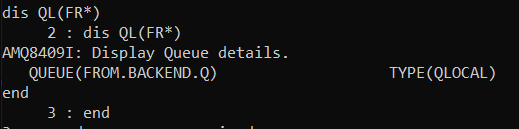 dis QL(FR*)
2 : dis QL(FR*)
AMQ8409I: Display Queue details.
QUEUE(FROM.BACKEND.Q) TYPE(QLOCAL)
end
3 : end